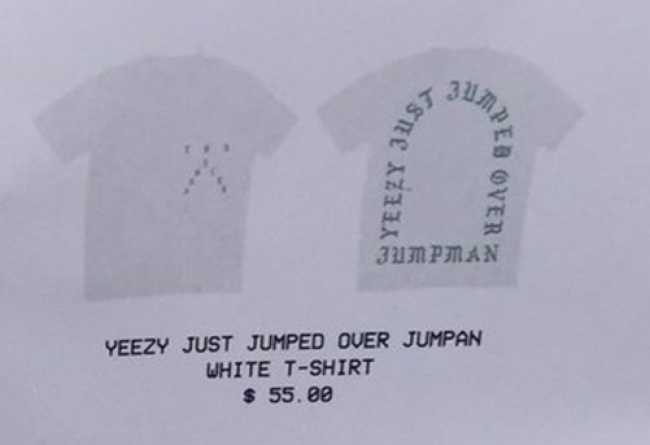 YEEZY JUST JUMPED OVER
JUMPMAN
YEEZY JUST JUMPED OVER JUMPAN
WHITE T-SHIRT
$ 55.00